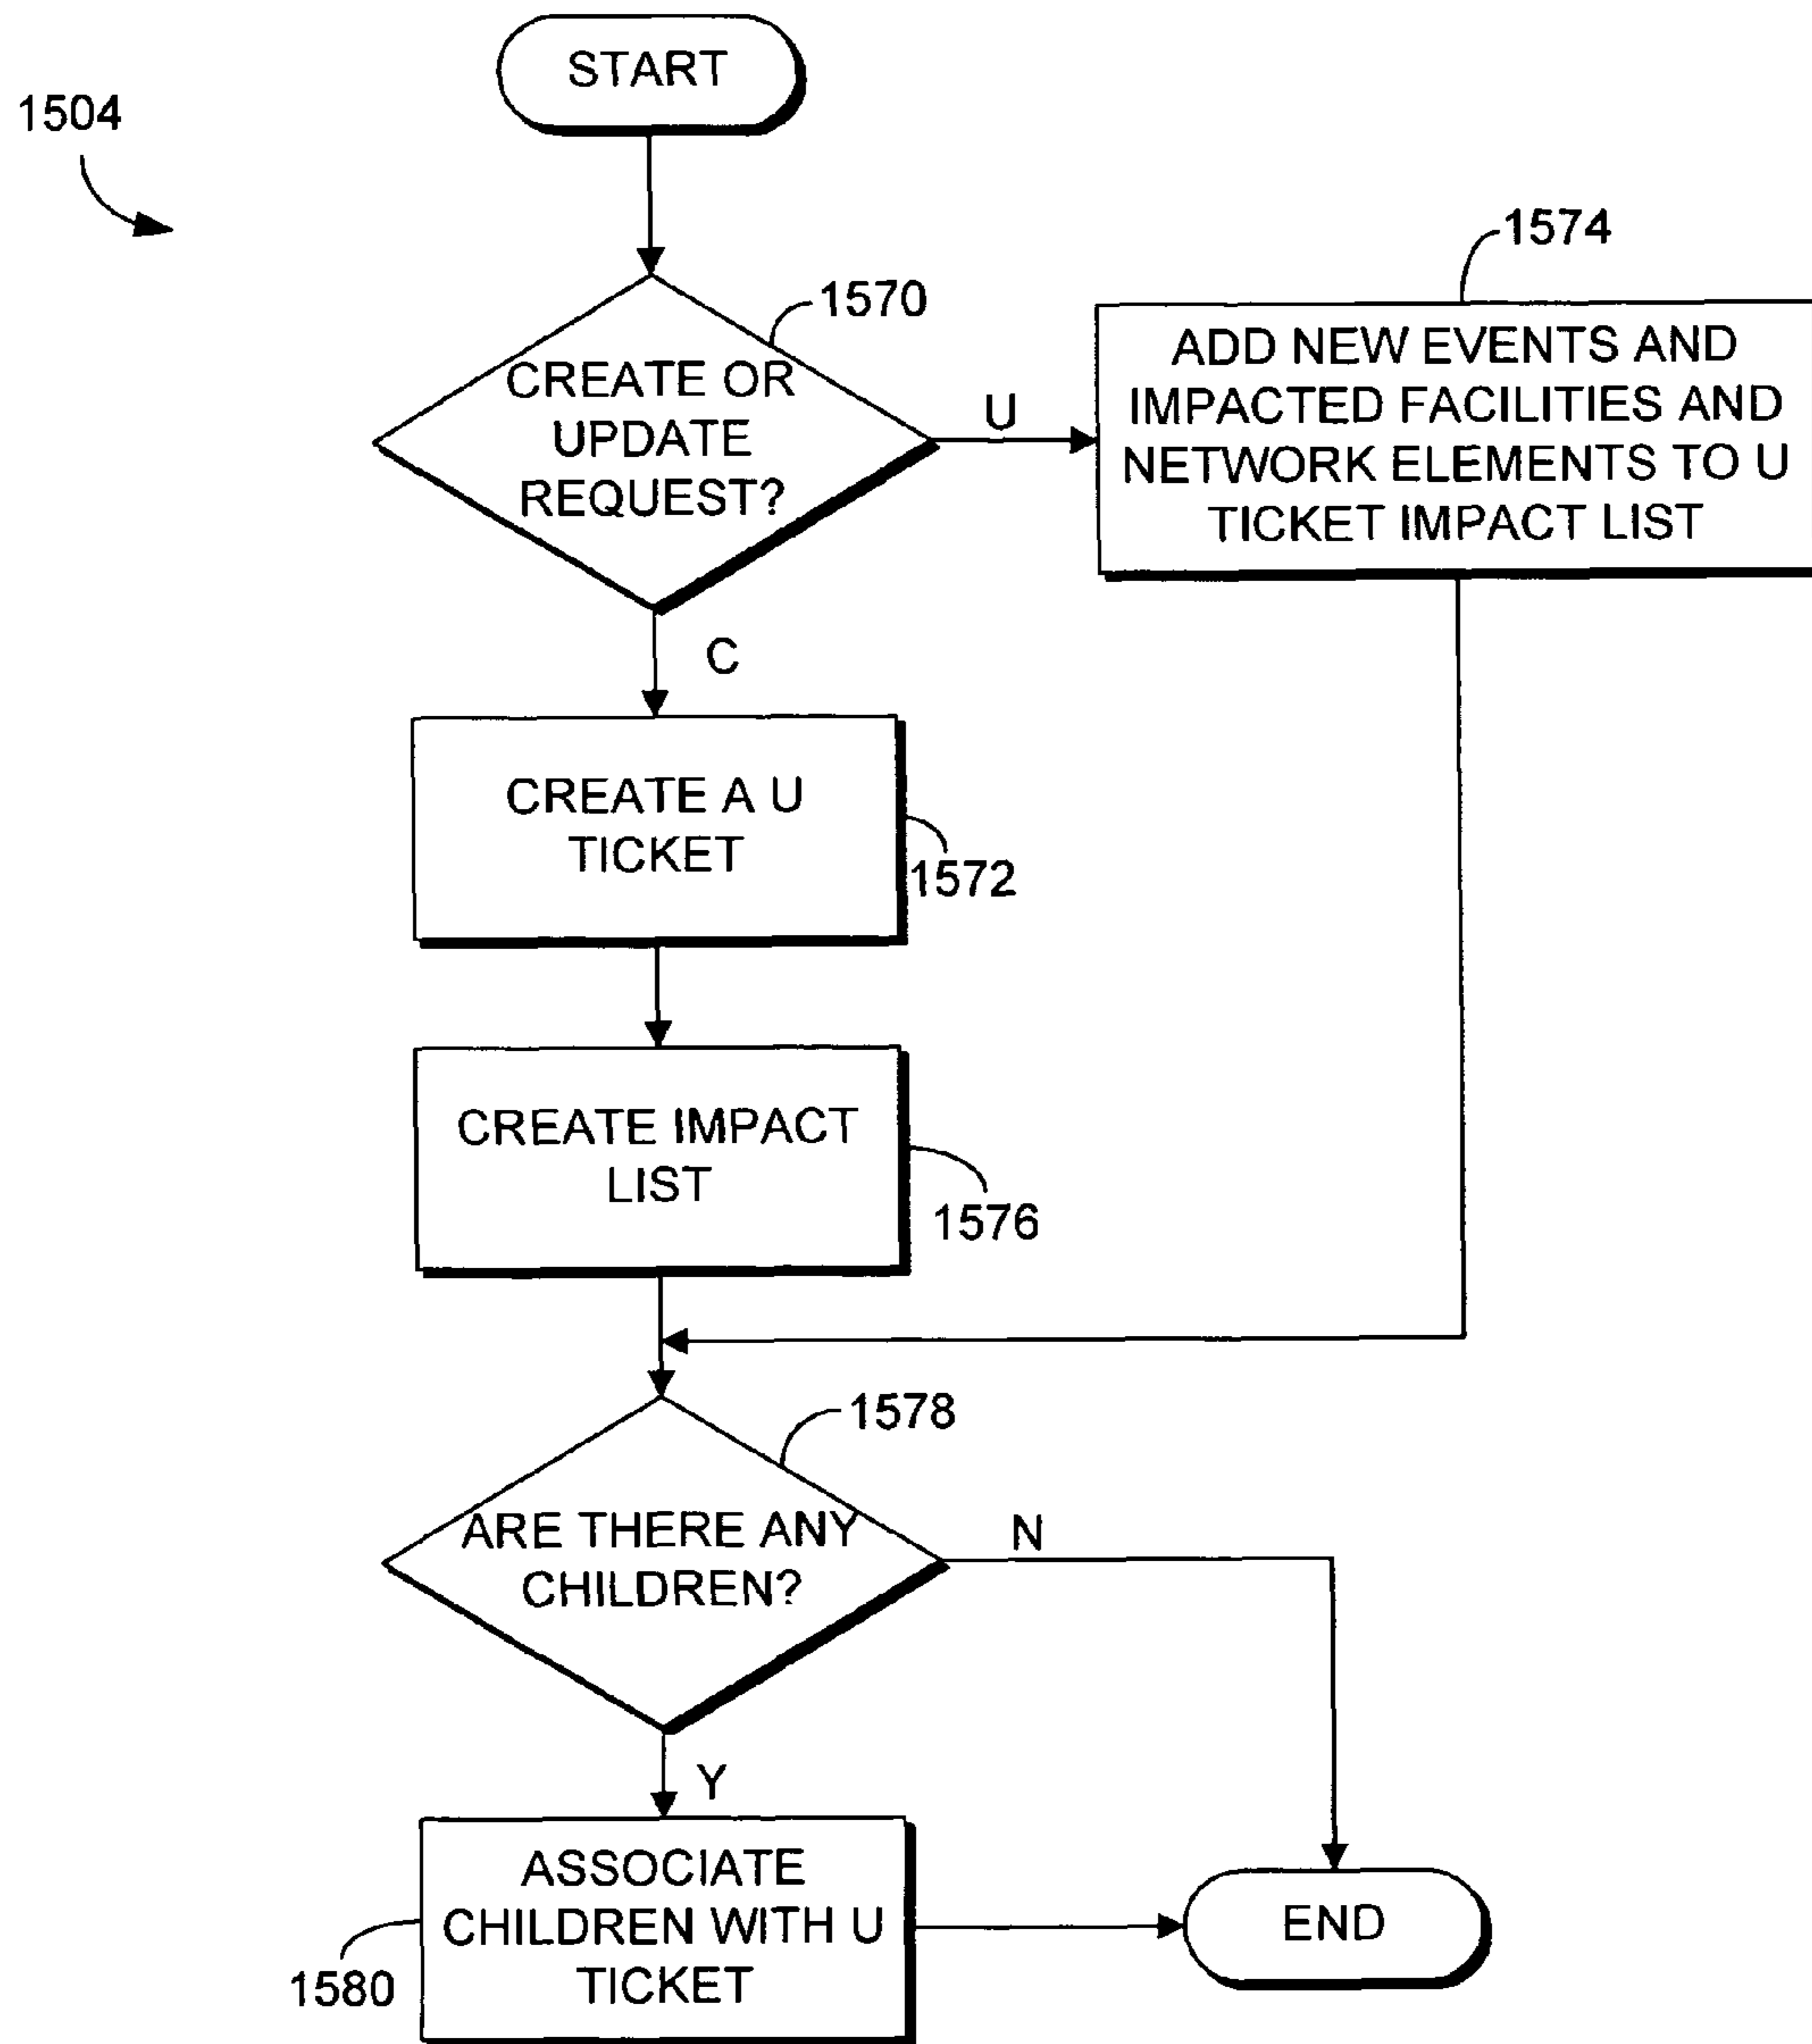 START
1504
1574
1570
CREATE OR
UPDATE
REQUEST?
U
ADD NEW EVENTS AND
IMPACTED FACILITIES AND
NETWORK ELEMENTS TO U
TICKET IMPACT LIST
C
CREATE A U
TICKET
1572
CREATE IMPACT
LIST
1576
1578
ARE THERE ANY
CHILDREN?
N
Y
ASSOCIATE
CHILDREN WITH U
TICKET
1580
END